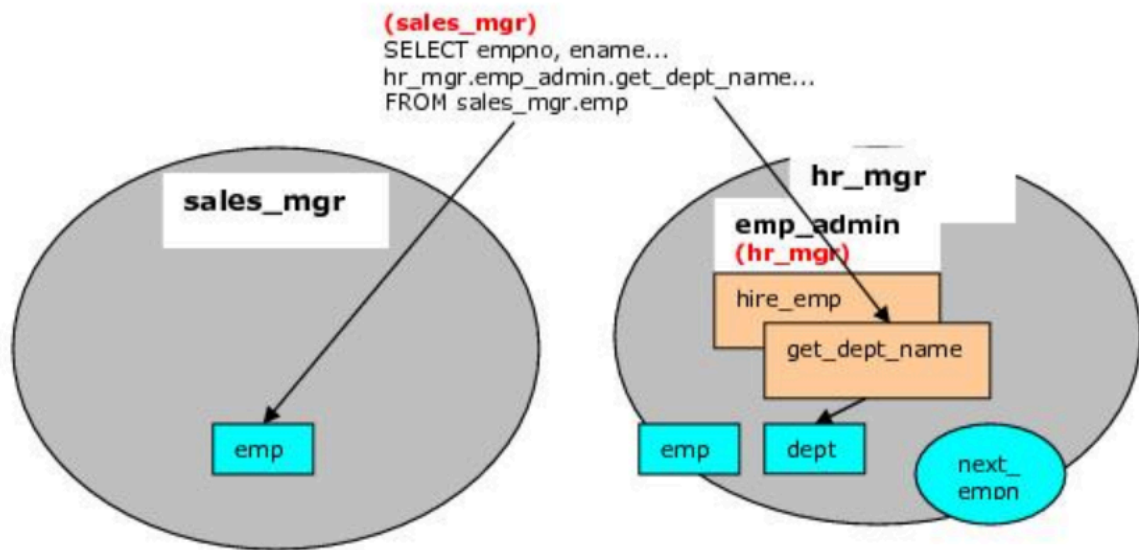 (sales_mgr)
SELECT empno, ename...
hr_mgr.emp_admin.get_dept_name...
FROM sales_mgr.emp
sales_mgr
hr_mgr
emp_admin
(hr_mgr)
hire_emp
get_dept_name
emp
emp
dept
next_
empn